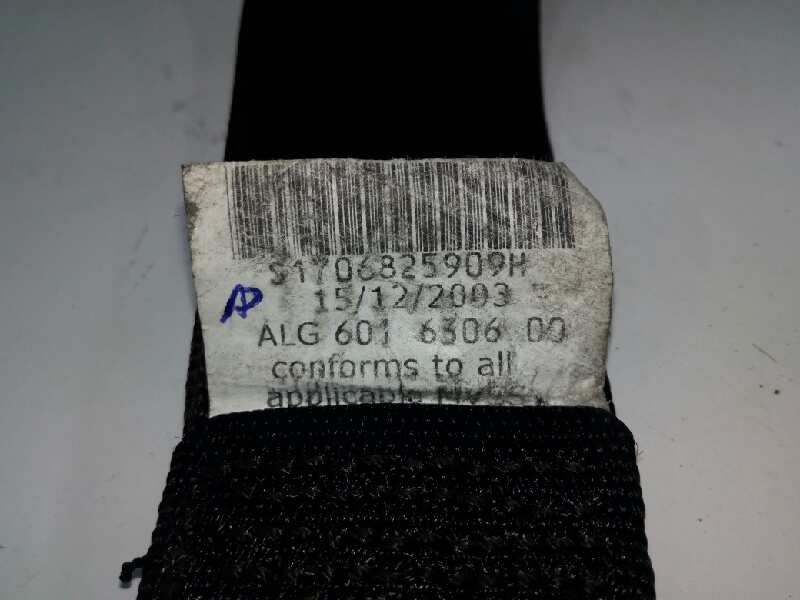 S1706825909H
15/12/2003
AP
ALG 601 6306 00
conforms to all
applicable